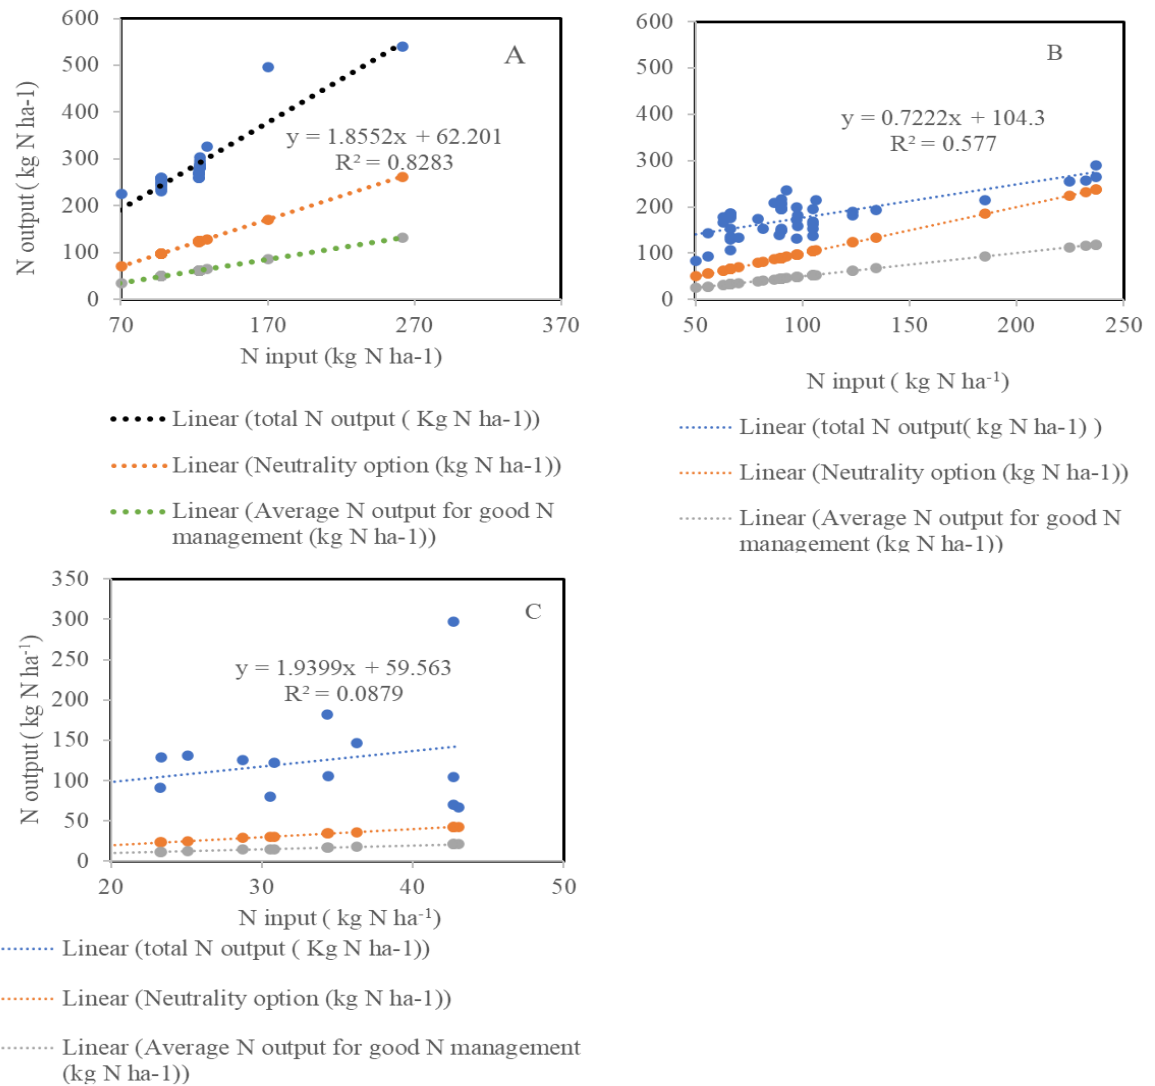 600
500
400
300
200
100
0
N output ( kg N ha-1)
A
y = 1.8552x + 62.201
R² = 0.8283
70 170 270 370
N input (kg N ha-1)
Linear (total N output ( Kg N ha-1))
Linear (Neutrality option (kg N ha-1))
Linear (Average N output for good N
management (kg N ha-1))
600
500
400
300
200
100
0
B
y = 0.7222x + 104.3
R² = 0.577
50 100 150 200 250
N input ( kg N ha⁻¹)
Linear (total N output( kg N ha-1) )
Linear (Neutrality option (kg N ha-1))
Linear (Average N output for good N
management (kg N ha-1))
350
300
250
200
150
100
50
0
N output ( kg N ha⁻¹)
C
y = 1.9399x + 59.563
R² = 0.0879
20 30 40 50
N input ( kg N ha⁻¹)
Linear (total N output ( Kg N ha-1))
Linear (Neutrality option (kg N ha-1))
Linear (Average N output for good N management
(kg N ha-1))